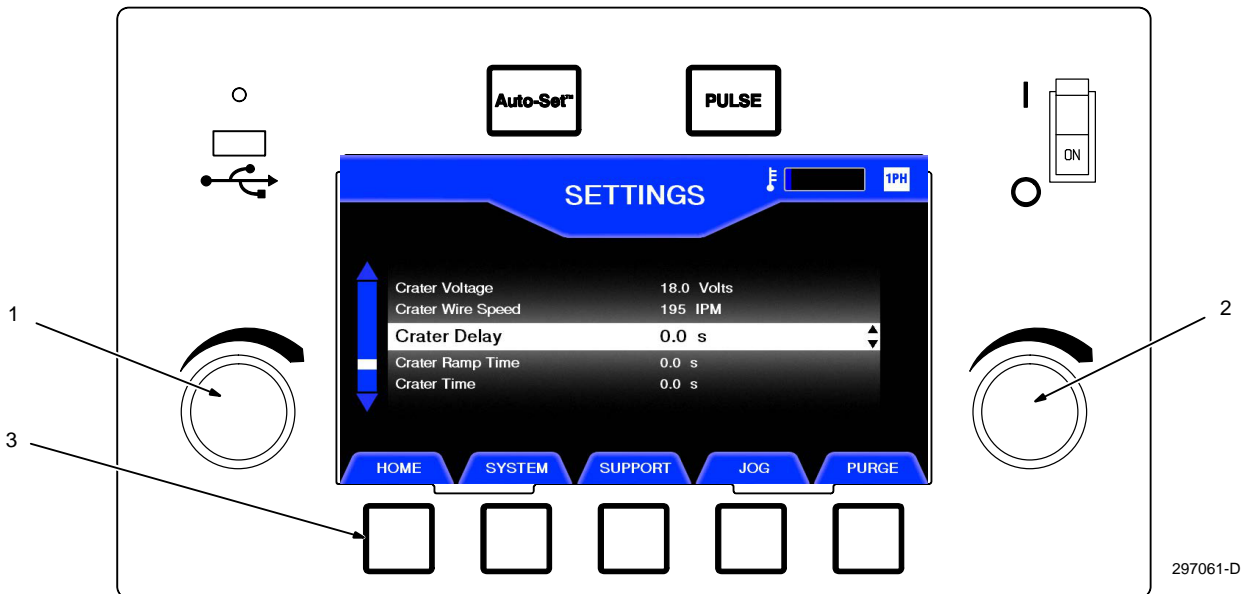 Auto-Set™
PULSE
I
ON
O
SETTINGS
1PH
Crater Voltage 18.0 Volts
Crater Wire Speed 195 IPM
Crater Delay 0.0 s
Crater Ramp Time 0.0 s
Crater Time 0.0 s
1
2
3
HOME SYSTEM SUPPORT JOG PURGE
297061-D